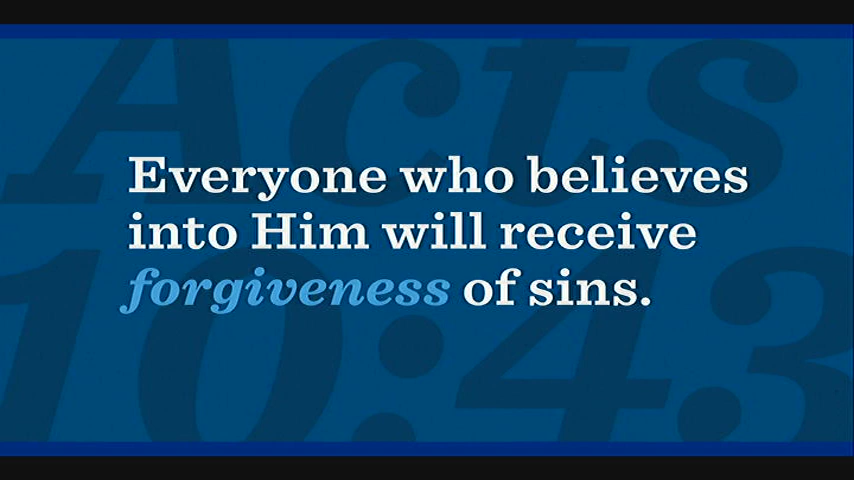 Acts
10:43
Everyone who believes
into Him will receive
forgiveness of sins.